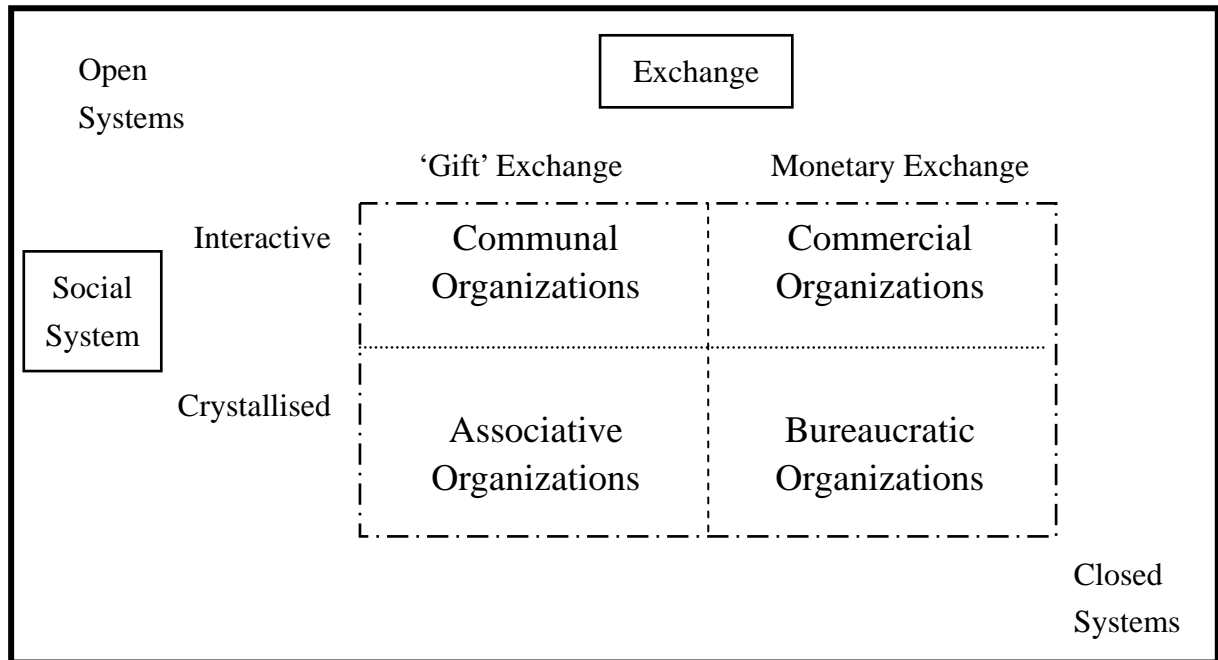 Open
Systems
Exchange
‘Gift’ Exchange
Monetary Exchange
Interactive
Communal
Organizations
Commercial
Organizations
Social
System
Crystallised
Associative
Organizations
Bureaucratic
Organizations
Closed
Systems